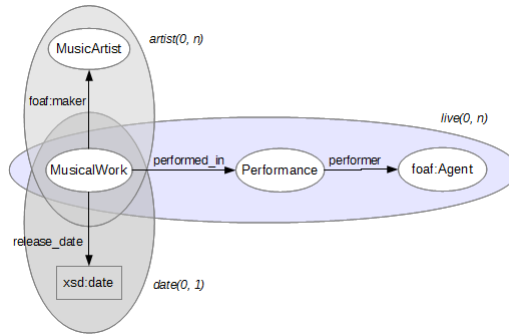 MusicArtist
artist(0, n)
foaf:maker
live(0, n)
MusicalWork
performed_in
Performance
performer
foaf:Agent
release_date
xsd:date
date(0, 1)